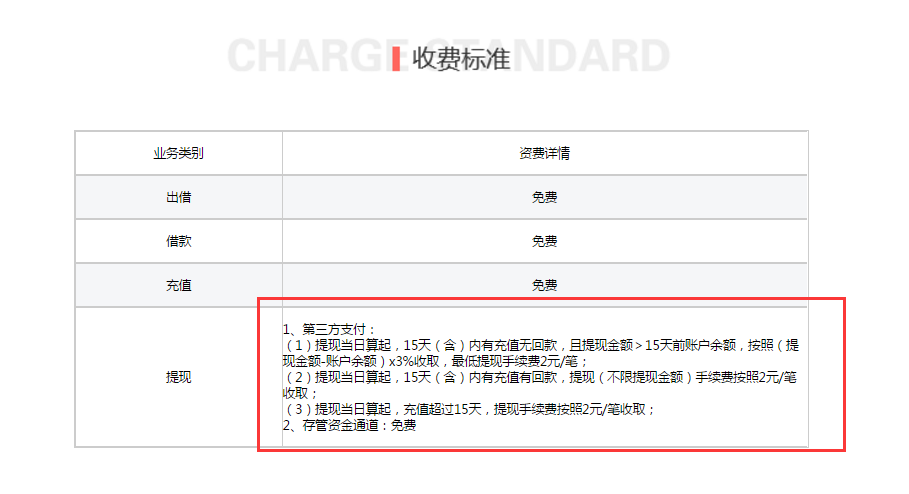 CHARGE STANDARD
收费标准
业务类别 资费详情
出借 免费
借款 免费
充值 免费
提现
1、第三方支付：
（1）提现当日算起，15天（含）内有充值无回款，且提现金额＞15天前账户余额，按照（提
现金额-账户余额）x3%收取，最低提现手续费2元/笔；
（2）提现当日算起，15天（含）内有充值有回款，提现（不限提现金额）手续费按照2元/笔
收取；
（3）提现当日算起，充值超过15天，提现手续费按照2元/笔收取；
2、存管资金通道：免费